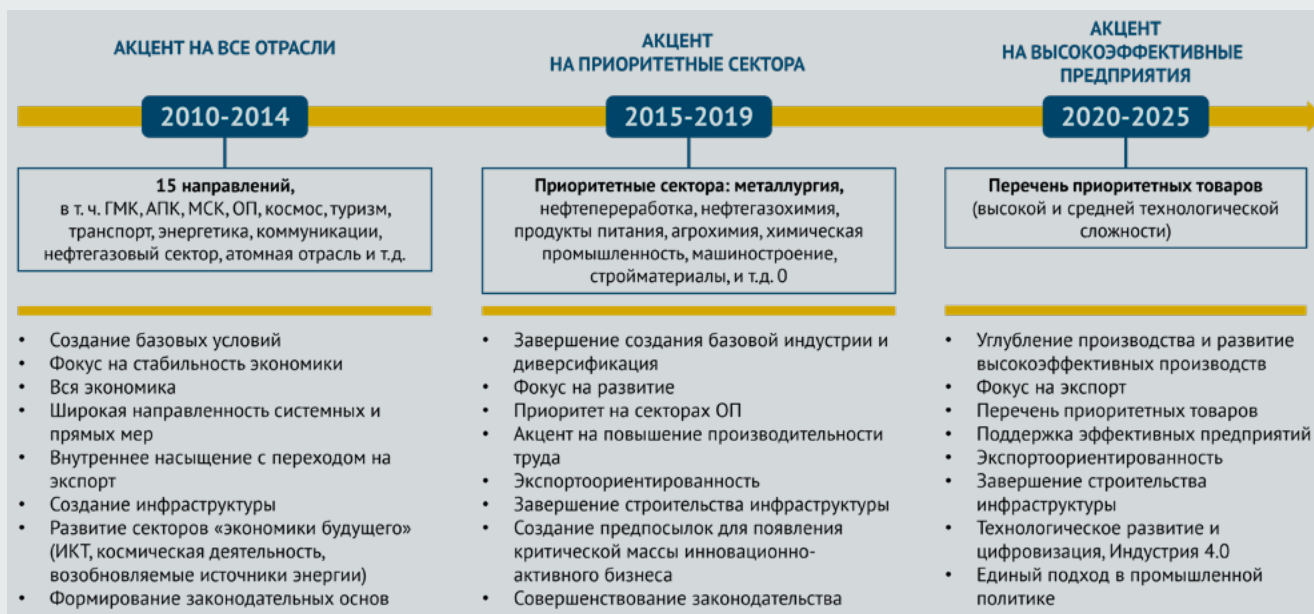 АКЦЕНТ НА ВСЕ ОТРАСЛИ
2010-2014
15 направлений,
в т. ч. ГМК, АПК, МСК, ОП, космос, туризм,
транспорт, энергетика, коммуникации,
нефтегазовый сектор, атомная отрасль и т.д.
• Создание базовых условий
• Фокус на стабильность экономики
• Вся экономика
• Широкая направленность системных и
прямых мер
• Внутреннее насыщение с переходом на
экспорт
• Создание инфраструктуры
• Развитие секторов «экономики будущего»
(ИКТ, космическая деятельность,
возобновляемые источники энергии)
• Формирование законодательных основ
АКЦЕНТ
НА ПРИОРИТЕТНЫЕ СЕКТОРА
2015-2019
Приоритетные сектора: металлургия,
нефтепереработка, нефтегазохимия,
продукты питания, агрохимия, химическая
промышленность, машиностроение,
стройматериалы, и т.д. 0
• Завершение создания базовой индустрии и
диверсификация
• Фокус на развитие
• Приоритет на секторах ОП
• Акцент на повышение производительности
труда
• Экспортоориентированность
• Завершение строительства инфраструктуры
• Создание предпосылок для появления
критической массы инновационно-
активного бизнеса
• Совершенствование законодательства
АКЦЕНТ
НА ВЫСОКОЭФФЕКТИВНЫЕ
ПРЕДПРИЯТИЯ
2020-2025
Перечень приоритетных товаров
(высокой и средней технологической
сложности)
• Углубление производства и развитие
высокоэффективных производств
• Фокус на экспорт
• Перечень приоритетных товаров
• Поддержка эффективных предприятий
• Экспортоориентированность
• Завершение строительства
инфраструктуры
• Технологическое развитие и
цифровизация, Индустрия 4.0
• Единый подход в промышленной
политике